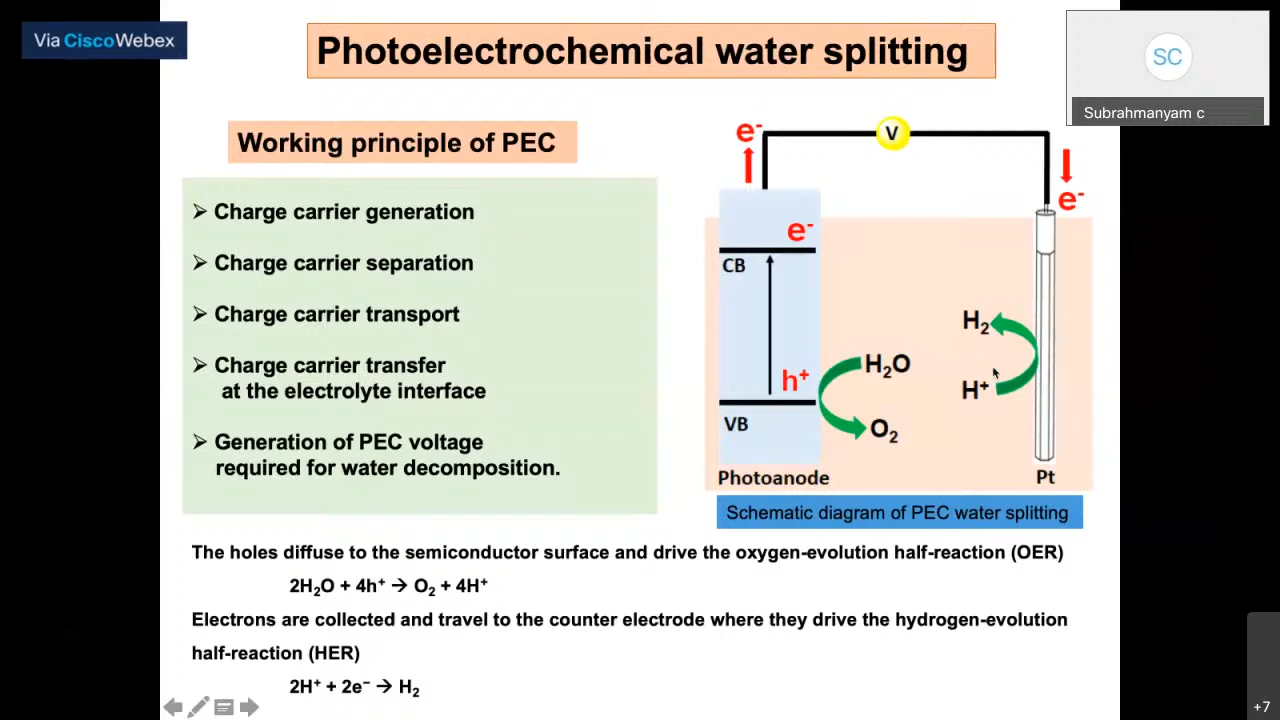 Via CiscoWebex
Photoelectrochemical water splitting
SC
Subrahmanyam c
Working principle of PEC
➢ Charge carrier generation
➢ Charge carrier separation
➢ Charge carrier transport
➢ Charge carrier transfer
at the electrolyte interface
➢ Generation of PEC voltage
required for water decomposition.
e⁻
V
e⁻
e⁻
CB
H₂
h⁺
H₂O
H⁺
VB
O₂
Photoanode
Pt
Schematic diagram of PEC water splitting
The holes diffuse to the semiconductor surface and drive the oxygen-evolution half-reaction (OER)
2H₂O + 4h⁺ → O₂ + 4H⁺
Electrons are collected and travel to the counter electrode where they drive the hydrogen-evolution
half-reaction (HER)
2H⁺ + 2e⁻ → H₂
+7